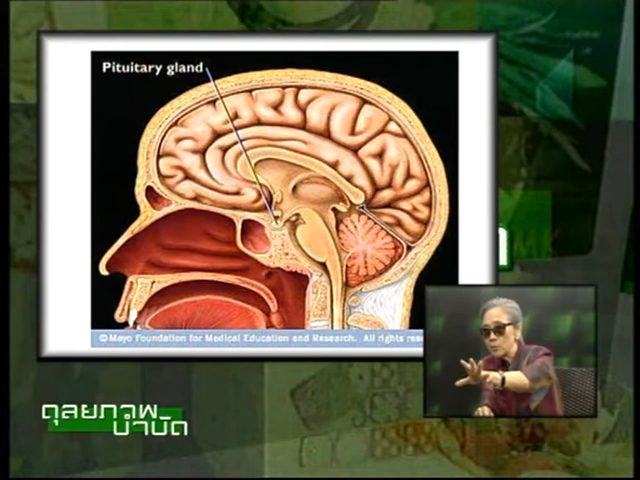 Pituitary gland
©Mayo Foundation for Medical Education and Research. All rights
ดุลยภาพ
บำบัด